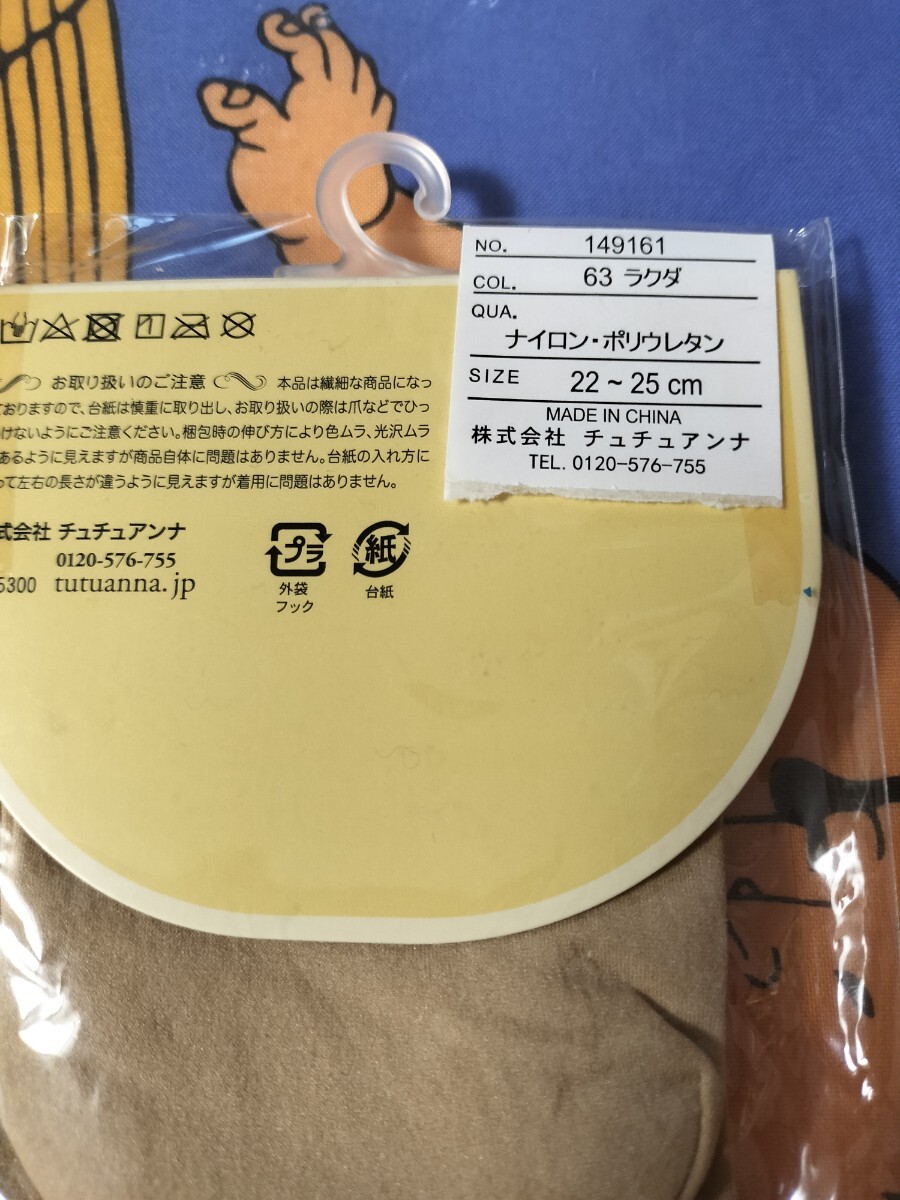 NO. 149161
COL. 63 ラクダ
QUA.
ナイロン・ポリウレタン
SIZE 22～25cm
MADE IN CHINA
株式会社 チュチュアンナ
TEL. 0120-576-755
お取り扱いのご注意 本品は繊細な商品になっ
ておりますので、台紙は慎重に取り出し、お取り扱いの際は爪などでひっ
けないようにご注意ください。梱包時の伸び方により色ムラ、光沢ムラ
あるように見えますが商品自体に問題はありません。台紙の入れ方に
って左右の長さが違うように見えますが着用に問題はありません。
式会社 チュチュアンナ
0120-576-755
5300 tutuanna.jp
プラ 紙
外袋 台紙
フック